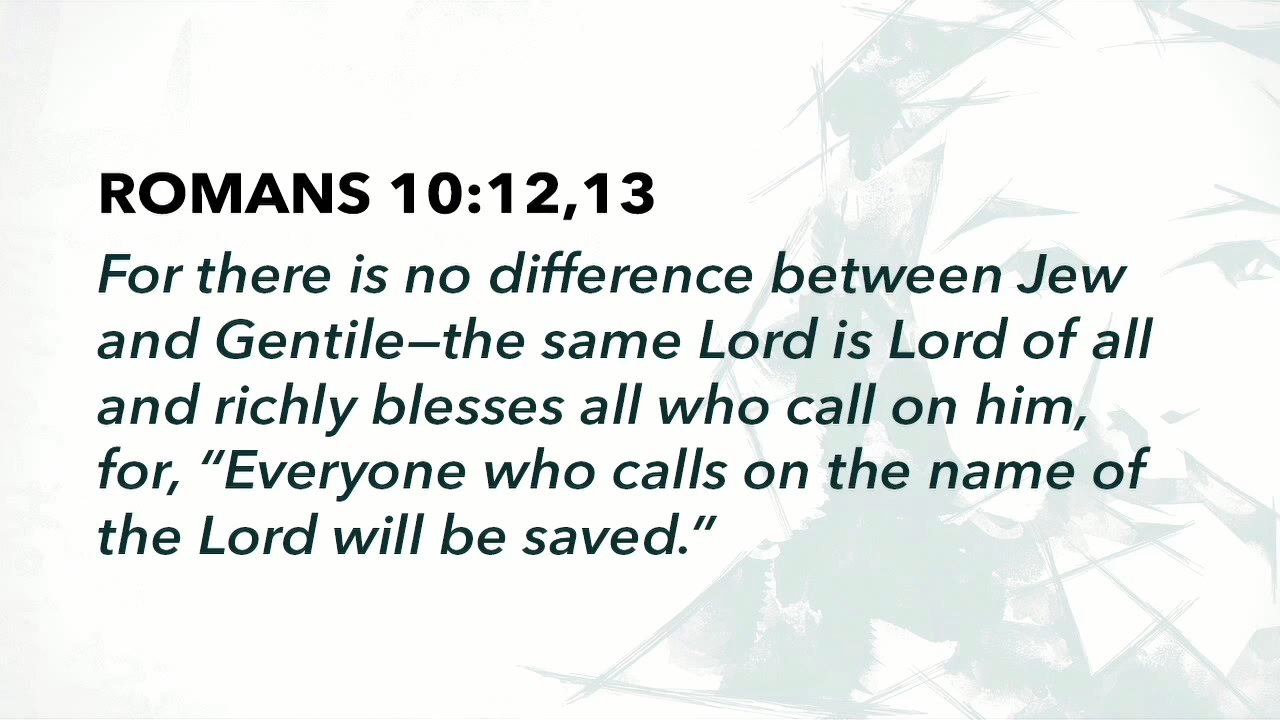 ROMANS 10:12,13
For there is no difference between Jew
and Gentile—the same Lord is Lord of all
and richly blesses all who call on him,
for, “Everyone who calls on the name of
the Lord will be saved.”